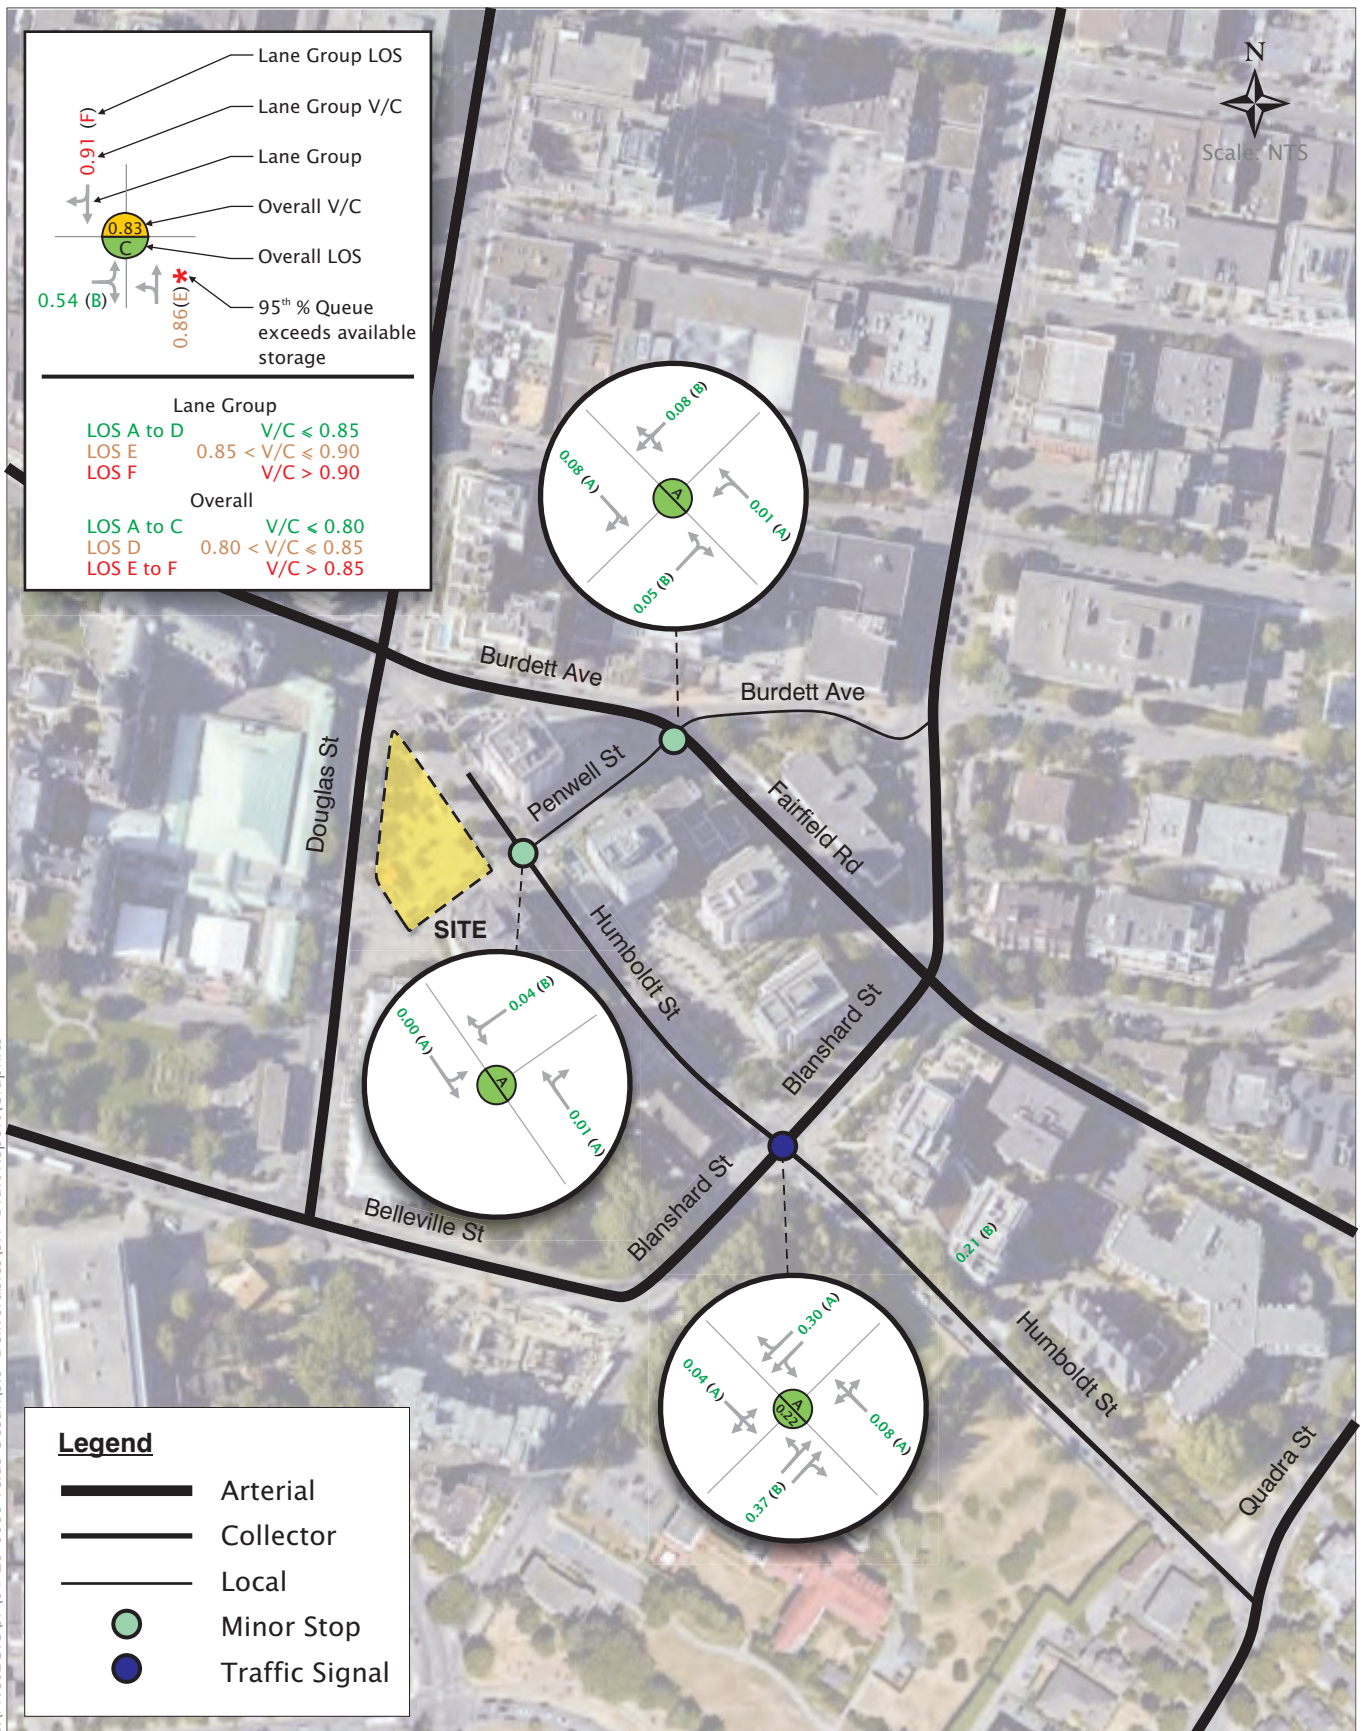 N
Scale: NTS
Lane Group LOS
Lane Group V/C
Lane Group
Overall V/C
Overall LOS
95th % Queue
exceeds available
storage
0.91 (F)
0.83
C
0.54 (B)
0.86(E)
*
Lane Group
LOS A to D V/C ⩽ 0.85
LOS E 0.85 < V/C ⩽ 0.90
LOS F V/C > 0.90
Overall
LOS A to C V/C ⩽ 0.80
LOS D 0.80 < V/C ⩽ 0.85
LOS E to F V/C > 0.85
0.08 (B)
0.08 (A)
A
0.01 (A)
0.05 (B)
Burdett Ave
Burdett Ave
Douglas St
Penwell St
Fairfield Rd
SITE
Humboldt St
Blanshard St
0.04 (B)
0.00 (A)
A
0.01 (A)
Belleville St
Blanshard St
0.21 (B)
Humboldt St
Quadra St
0.30 (A)
0.04 (A)
A
0.22
0.08 (A)
0.37 (B)
Legend
Arterial
Collector
Local
Minor Stop
Traffic Signal